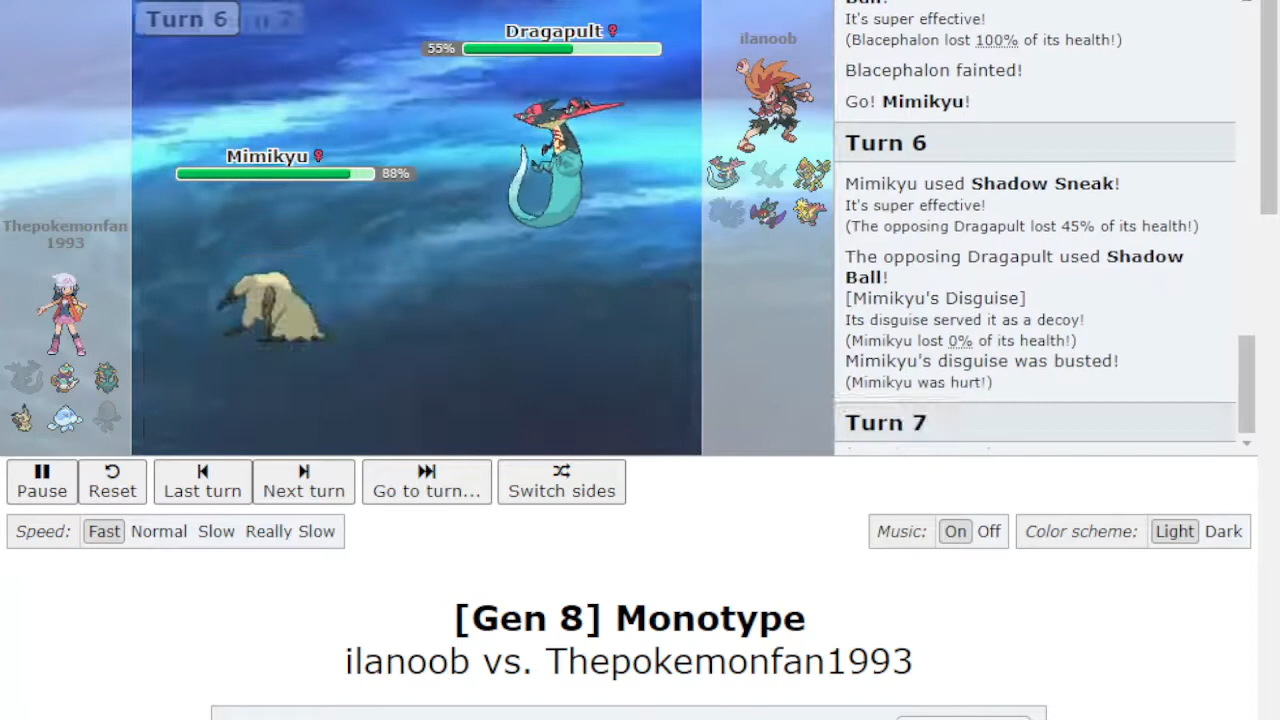 Turn 6
Dragapult
55%
Mimikyu
88%
Thepokemonfan
1993
ilanoob
It's super effective!
(Blacephalon lost 100% of its health!)
Blacephalon fainted!
Go! Mimikyu!
Turn 6
Mimikyu used Shadow Sneak!
It's super effective!
(The opposing Dragapult lost 45% of its health!)
The opposing Dragapult used Shadow
Ball!
[Mimikyu's Disguise]
Its disguise served it as a decoy!
(Mimikyu lost 0% of its health!)
Mimikyu's disguise was busted!
(Mimikyu was hurt!)
Turn 7
Pause
Reset
Last turn
Next turn
Go to turn...
Switch sides
Speed: Fast Normal Slow Really Slow
Music: On Off
Color scheme: Light Dark
[Gen 8] Monotype
ilanoob vs. Thepokemonfan1993